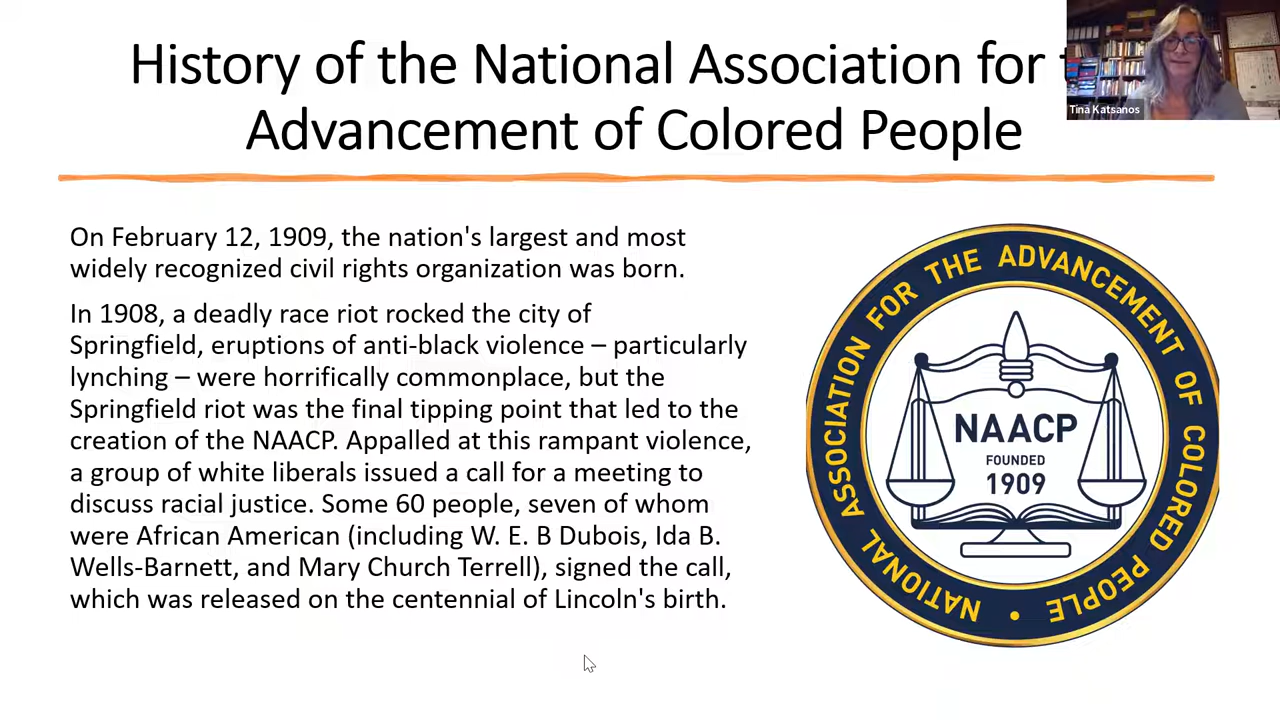 History of the National Association for t
Advancement of Colored People
Tina Katsanos
On February 12, 1909, the nation's largest and most
widely recognized civil rights organization was born.
In 1908, a deadly race riot rocked the city of
Springfield, eruptions of anti-black violence – particularly
lynching – were horrifically commonplace, but the
Springfield riot was the final tipping point that led to the
creation of the NAACP. Appalled at this rampant violence,
a group of white liberals issued a call for a meeting to
discuss racial justice. Some 60 people, seven of whom
were African American (including W. E. B Dubois, Ida B.
Wells-Barnett, and Mary Church Terrell), signed the call,
which was released on the centennial of Lincoln's birth.
NATIONAL ASSOCIATION FOR THE ADVANCEMENT OF COLORED PEOPLE •
NAACP
FOUNDED
1909